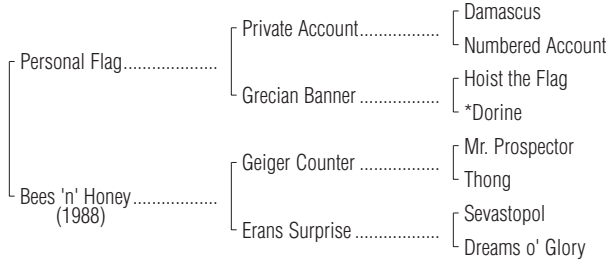 Damascus
Private Account..................
Numbered Account
Personal Flag.....................
Hoist the Flag
Grecian Banner ..................
*Dorine
Mr. Prospector
Geiger Counter ..................
Thong
Bees 'n' Honey...................
(1988)
Sevastopol
Erans Surprise ...................
Dreams o' Glory